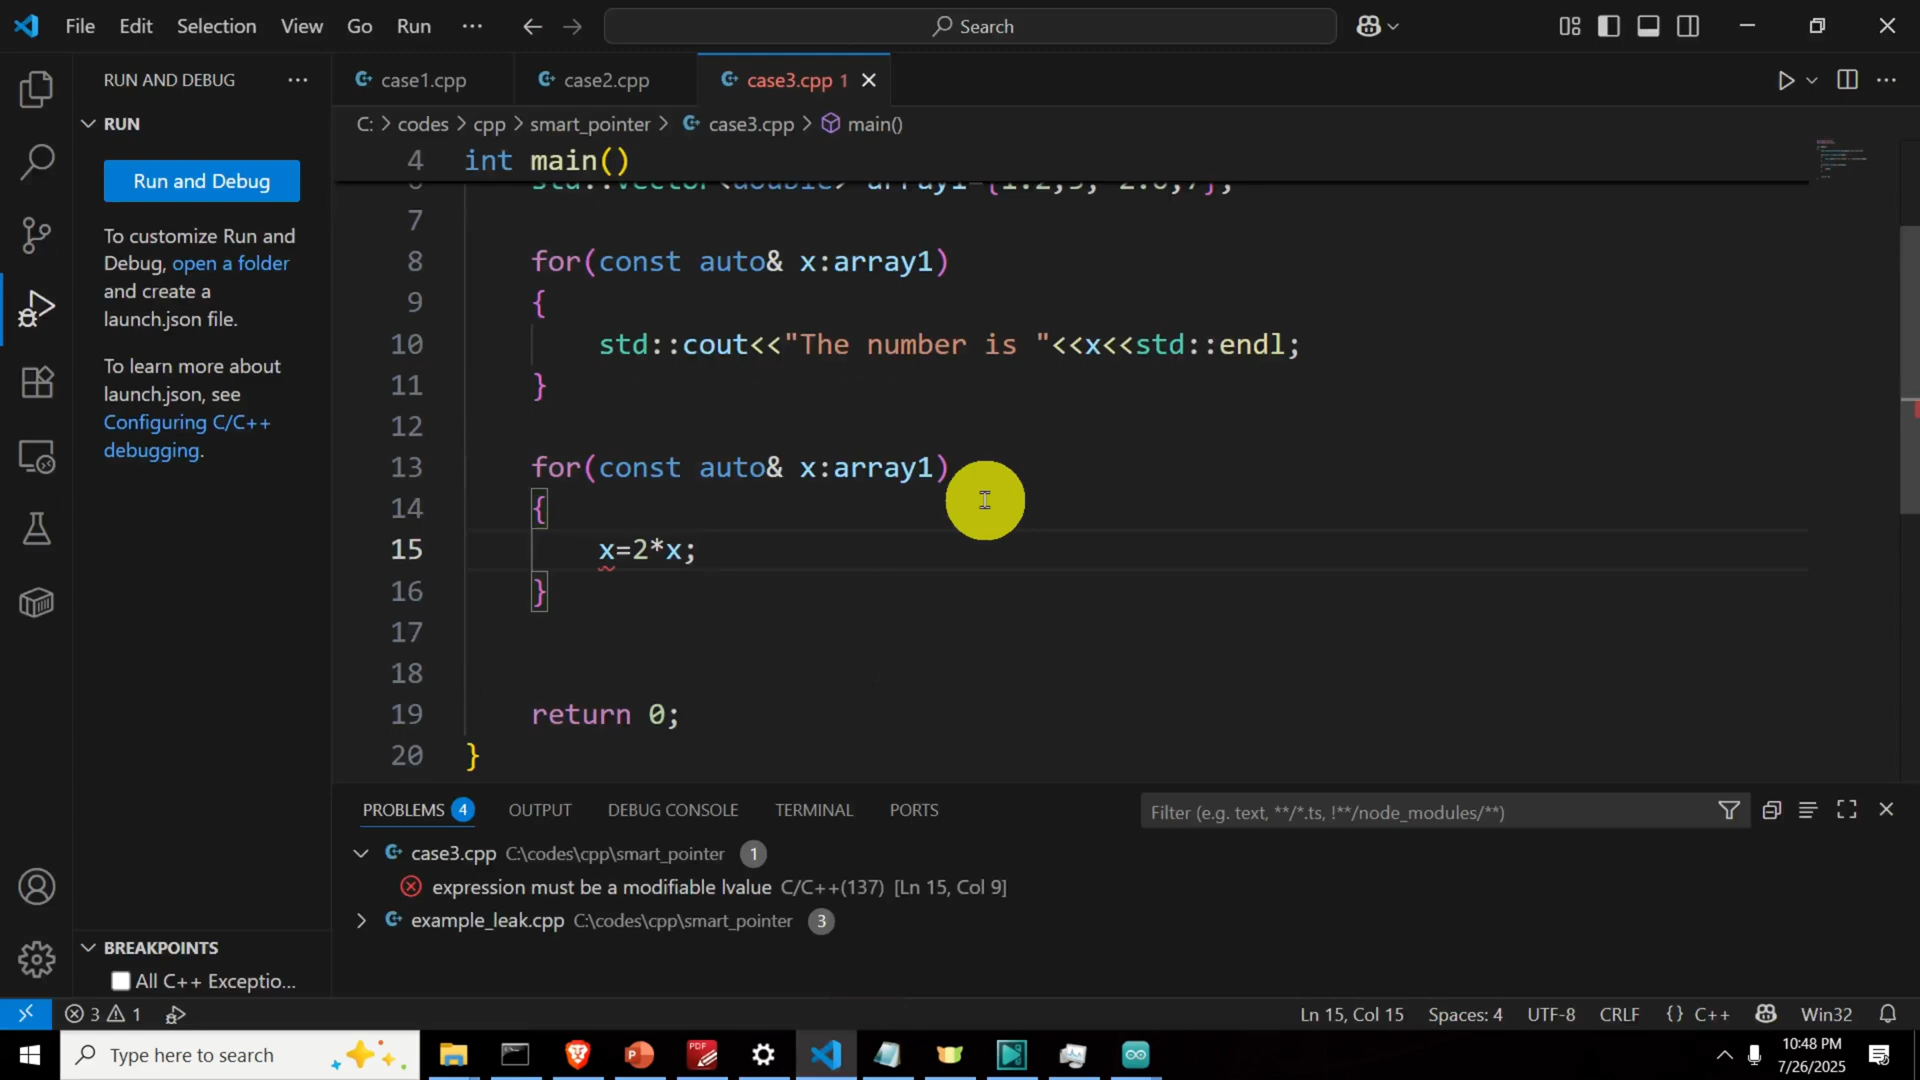 File Edit Selection View Go Run ··· Search
RUN AND DEBUG ···
case1.cpp case2.cpp case3.cpp 1
RUN
C: > codes > cpp > smart_pointer > case3.cpp > main()
4 int main()
Run and Debug
To customize Run and
Debug, open a folder
and create a
launch.json file.
To learn more about
launch.json, see
Configuring C/C++
debugging.
7
8 for(const auto& x:array1)
9 {
10 std::cout<<"The number is "<<x<<std::endl;
11 }
12
13 for(const auto& x:array1)
14 {
15 x=2*x;
16 }
17
18
19 return 0;
20 }
PROBLEMS 4 OUTPUT DEBUG CONSOLE TERMINAL PORTS Filter (e.g. text, **/*.ts, !**/node_modules/**)
case3.cpp C:\codes\cpp\smart_pointer 1
expression must be a modifiable lvalue C/C++(137) [Ln 15, Col 9]
example_leak.cpp C:\codes\cpp\smart_pointer 3
BREAKPOINTS
All C++ Exceptio...
3 1 Ln 15, Col 15 Spaces: 4 UTF-8 CRLF {} C++ Win32
Type here to search
10:48 PM
7/26/2025